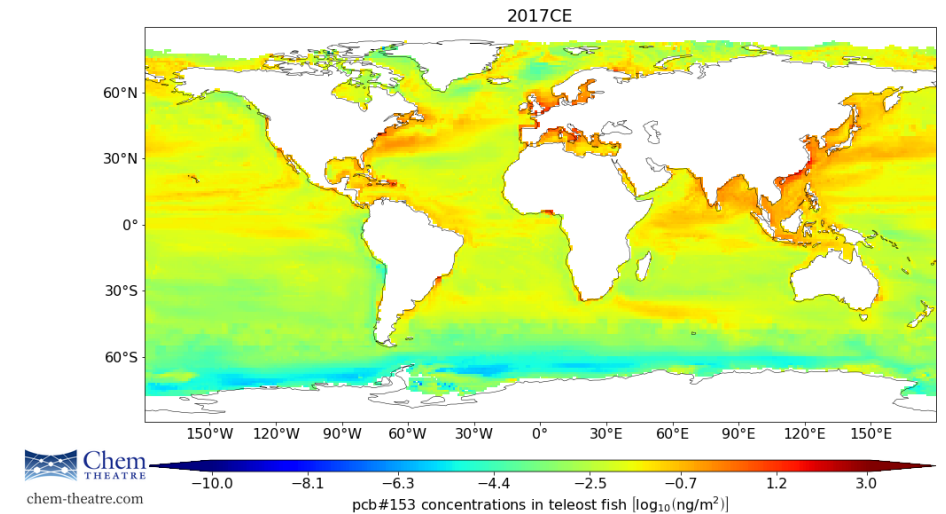 2017CE
60°N
30°N
0°
30°S
60°S
150°W 120°W 90°W 60°W 30°W 0° 30°E 60°E 90°E 120°E 150°E
Chem
THEATRE
chem-theatre.com
−10.0 −8.1 −6.3 −4.4 −2.5 −0.7 1.2 3.0
pcb#153 concentrations in teleost fish [log₁₀(ng/m²)]